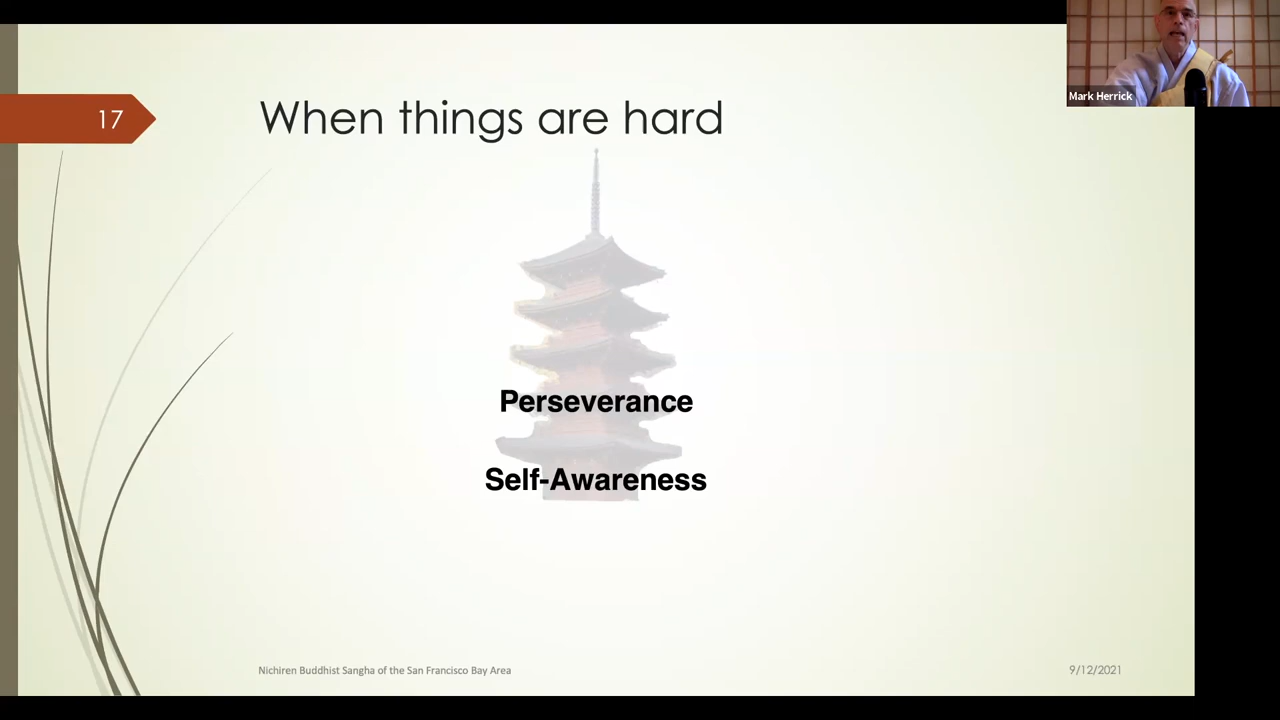 17
When things are hard
Mark Herrick
Perseverance
Self-Awareness
Nichiren Buddhist Sangha of the San Francisco Bay Area
9/12/2021